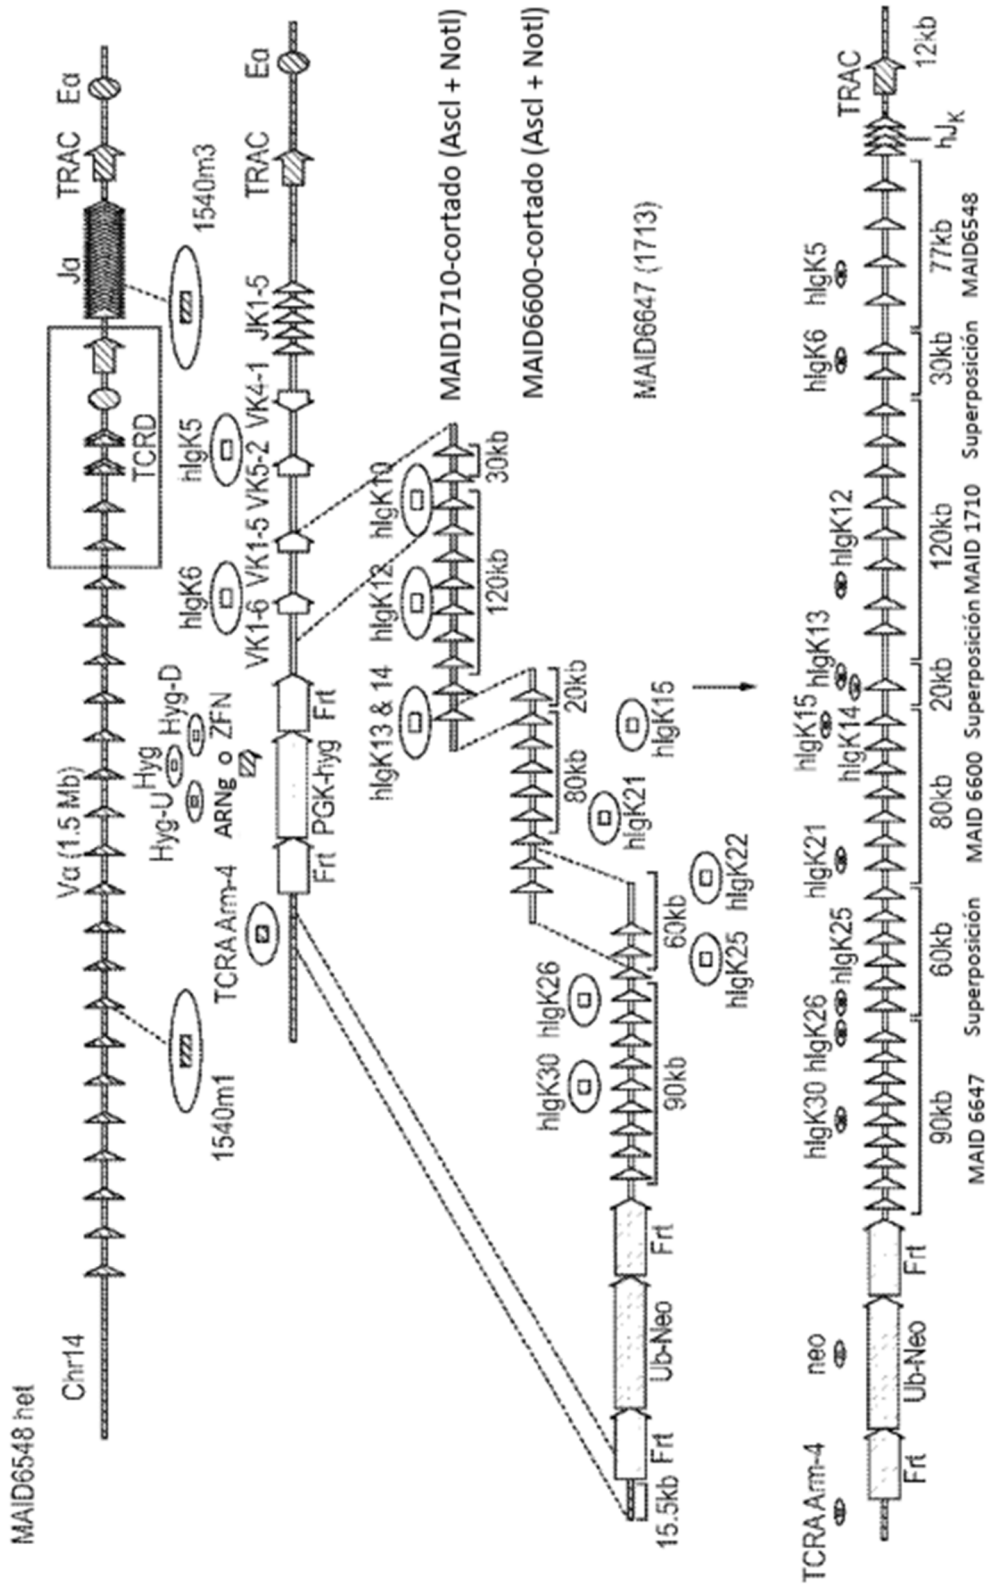 MAID6548 het
Chr14
Vα (1.5 Mb)
TCRD
Jα
TRAC
Eα
1540m1
1540m3
Hyg-U
Hyg
Hyg-D
ARNg o ZFN
TCRA Arm-4
hIgK6
hIgK5
Frt
PGK-hyg
Frt
VK1-6
VK1-5
VK5-2
VK4-1
JK1-5
TRAC
Eα
hIgK13 & 14
hIgK12
hIgK10
120kb
30kb
MAID1710-cortado (AscI + NotI)
80kb
20kb
MAID6600-cortado (AscI + NotI)
hIgK21
hIgK15
hIgK30
hIgK26
hIgK25
hIgK22
15.5kb
Frt
Ub-Neo
Frt
90kb
60kb
MAID6647 (1713)
TCRA Arm-4
neo
hIgK30
hIgK26
hIgK25
hIgK21
hIgK15
hIgK14
hIgK13
hIgK12
hIgK6
hIgK5
TRAC
Frt
Ub-Neo
Frt
90kb
60kb
80kb
20kb
120kb
30kb
77kb
hJK
12kb
MAID 6647
Superposición
MAID 6600
Superposición
MAID 1710
Superposición
MAID6548